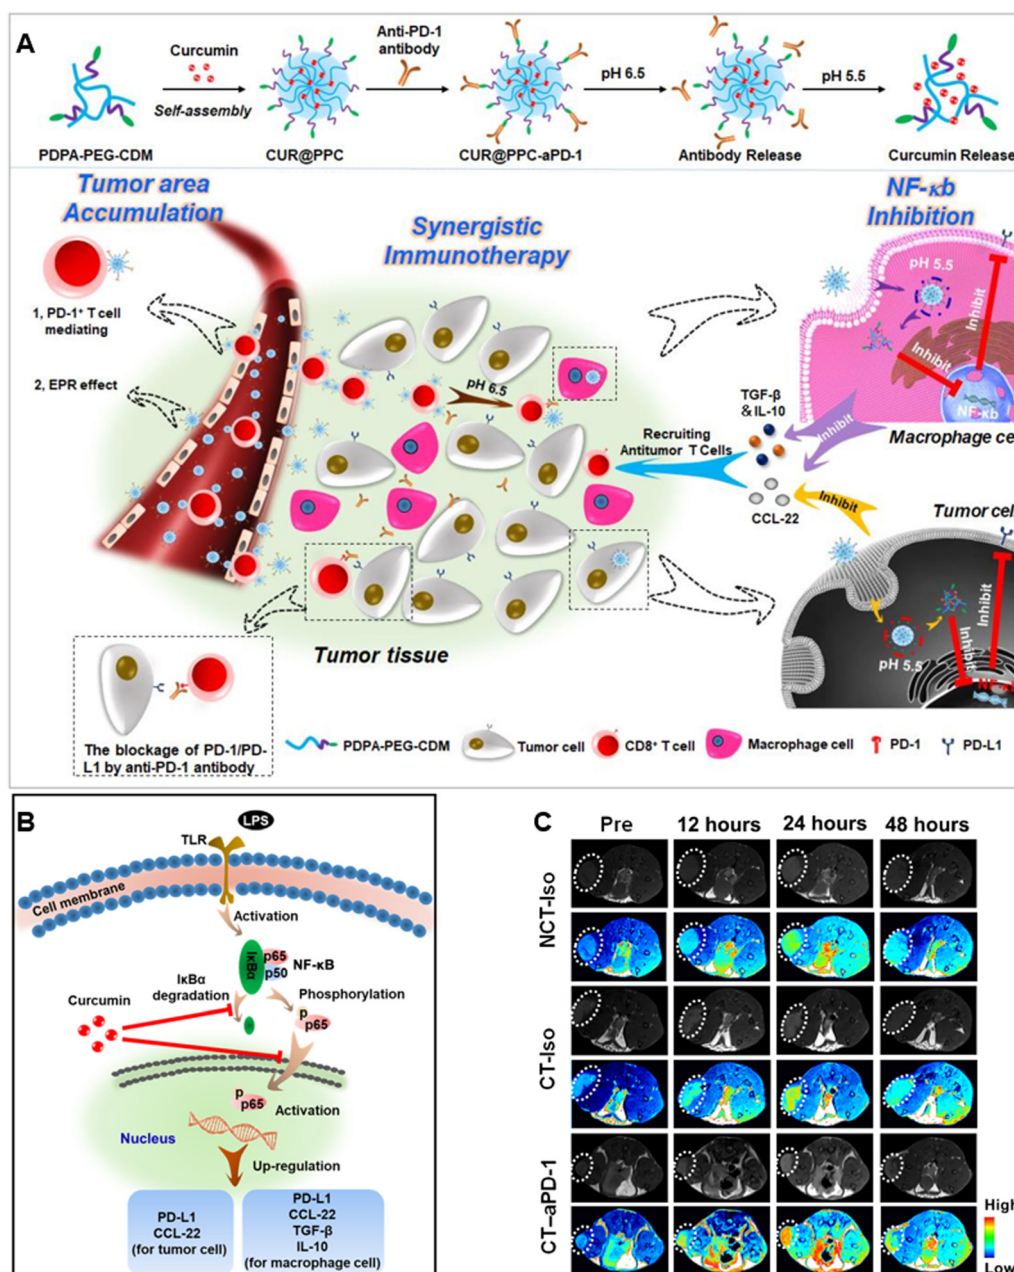 A
Curcumin
Self-assembly
Anti-PD-1
antibody
pH 6.5
pH 5.5
PDPA-PEG-CDM
CUR@PPC
CUR@PPC-aPD-1
Antibody Release
Curcumin Release
Tumor area
Accumulation
Synergistic
Immunotherapy
NF-κb
Inhibition
1, PD-1⁺ T cell
mediating
2, EPR effect
pH 6.5
pH 5.5
Inhibit
Inhibit
NF-κb
Macrophage ce
TGF-β
& IL-10
Inhibit
Recruiting
Antitumor T Cells
CCL-22
Inhibit
Tumor cel
pH 5.5
Inhibit
Inhibit
Tumor tissue
The blockage of PD-1/PD-
L1 by anti-PD-1 antibody
PDPA-PEG-CDM
Tumor cell
CD8⁺ T cell
Macrophage cell
PD-1
PD-L1
B
LPS
TLR
Cell membrane
Activation
IκBα
p65
p50
NF-κB
IκBα
degradation
Phosphorylation
Curcumin
p
p65
p
p65
Activation
Nucleus
Up-regulation
PD-L1
CCL-22
(for tumor cell)
PD-L1
CCL-22
TGF-β
IL-10
(for macrophage cell)
C
Pre
12 hours
24 hours
48 hours
NCT-Iso
CT-Iso
CT–aPD-1
High
Low